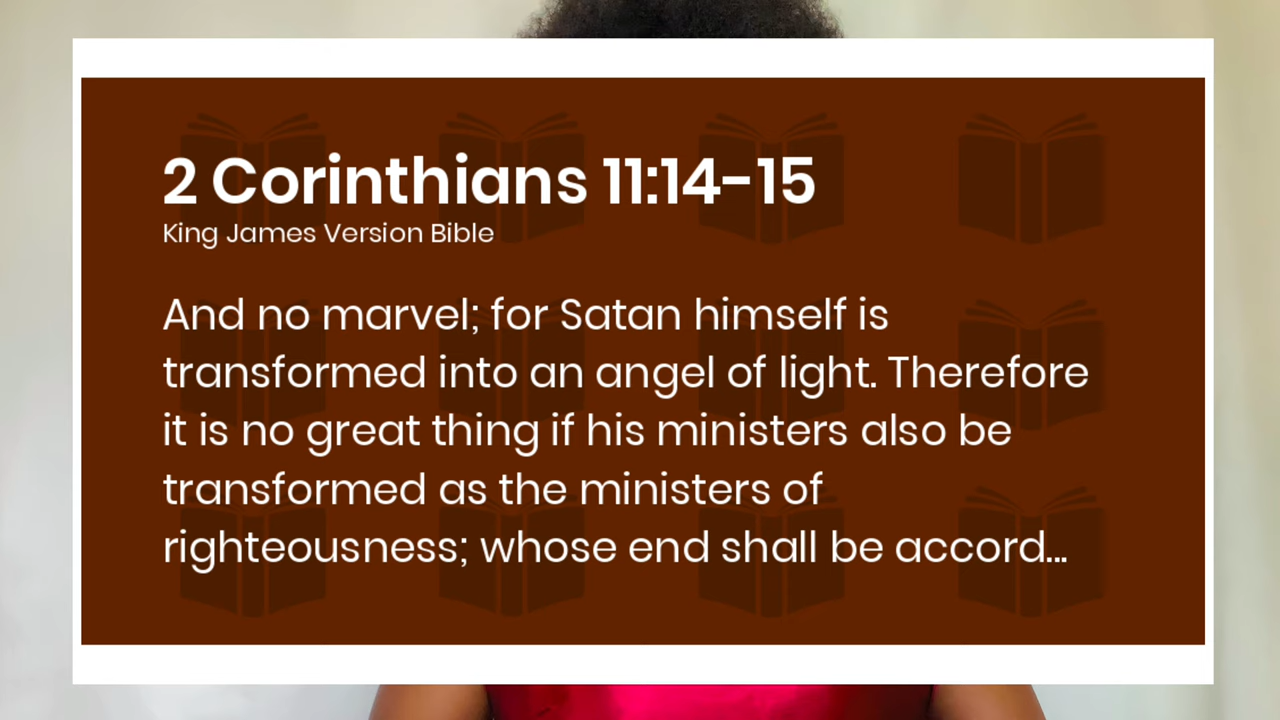 2 Corinthians 11:14-15
King James Version Bible
And no marvel; for Satan himself is
transformed into an angel of light. Therefore
it is no great thing if his ministers also be
transformed as the ministers of
righteousness; whose end shall be accord...